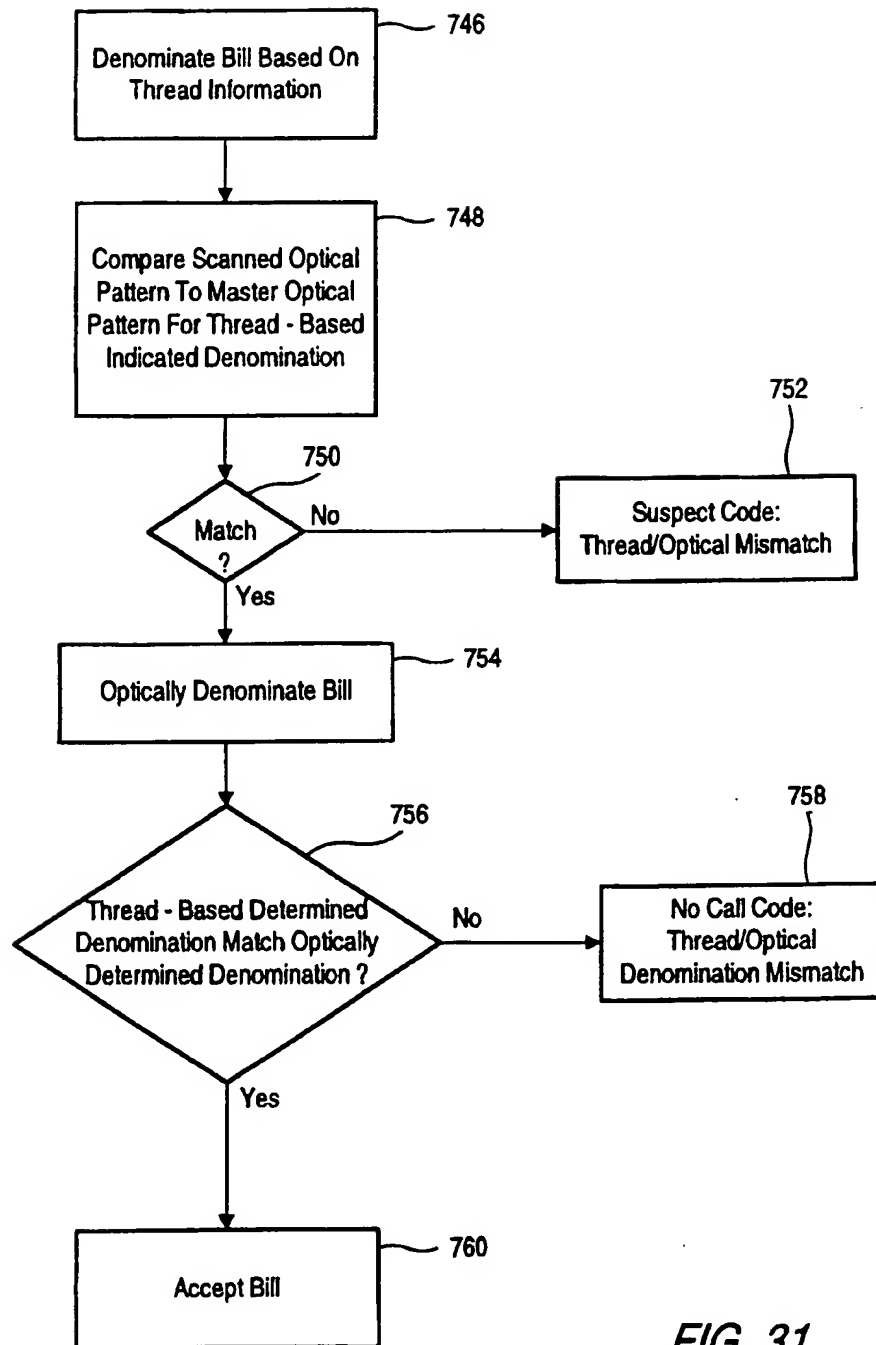 746
Denominate Bill Based On
Thread Information
748
Compare Scanned Optical
Pattern To Master Optical
Pattern For Thread - Based
Indicated Denomination
750
Match
?
No
Yes
752
Suspect Code:
Thread/Optical Mismatch
754
Optically Denominate Bill
756
Thread - Based Determined
Denomination Match Optically
Determined Denomination ?
No
Yes
758
No Call Code:
Thread/Optical
Denomination Mismatch
760
Accept Bill
FIG. 31